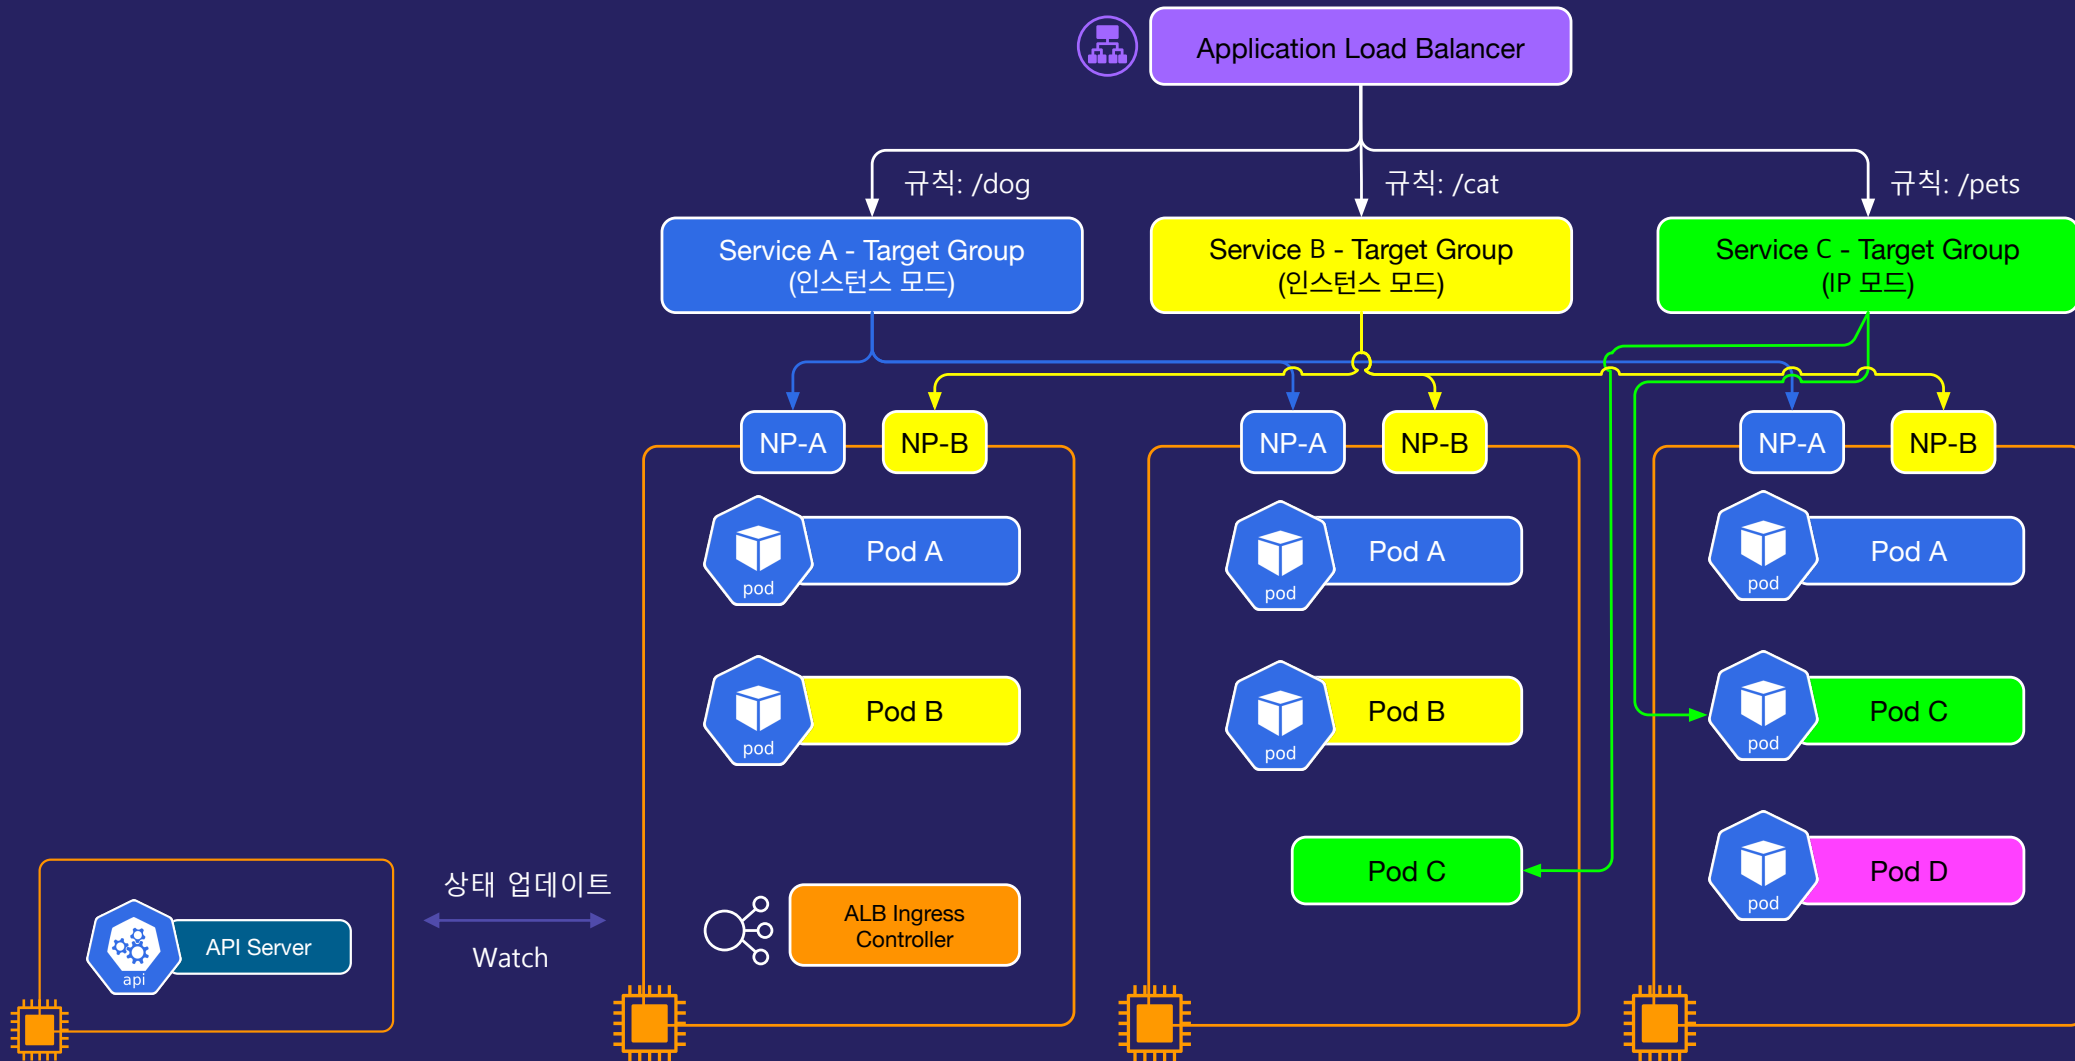 Application Load Balancer
규칙: /dog
규칙: /cat
규칙: /pets
Service A - Target Group
(인스턴스 모드)
Service B - Target Group
(인스턴스 모드)
Service C - Target Group
(IP 모드)
NP-A
NP-B
NP-A
NP-B
NP-A
NP-B
pod
Pod A
pod
Pod A
pod
Pod A
pod
Pod B
pod
Pod B
pod
Pod C
Pod C
pod
Pod D
상태 업데이트
Watch
api
API Server
ALB Ingress
Controller